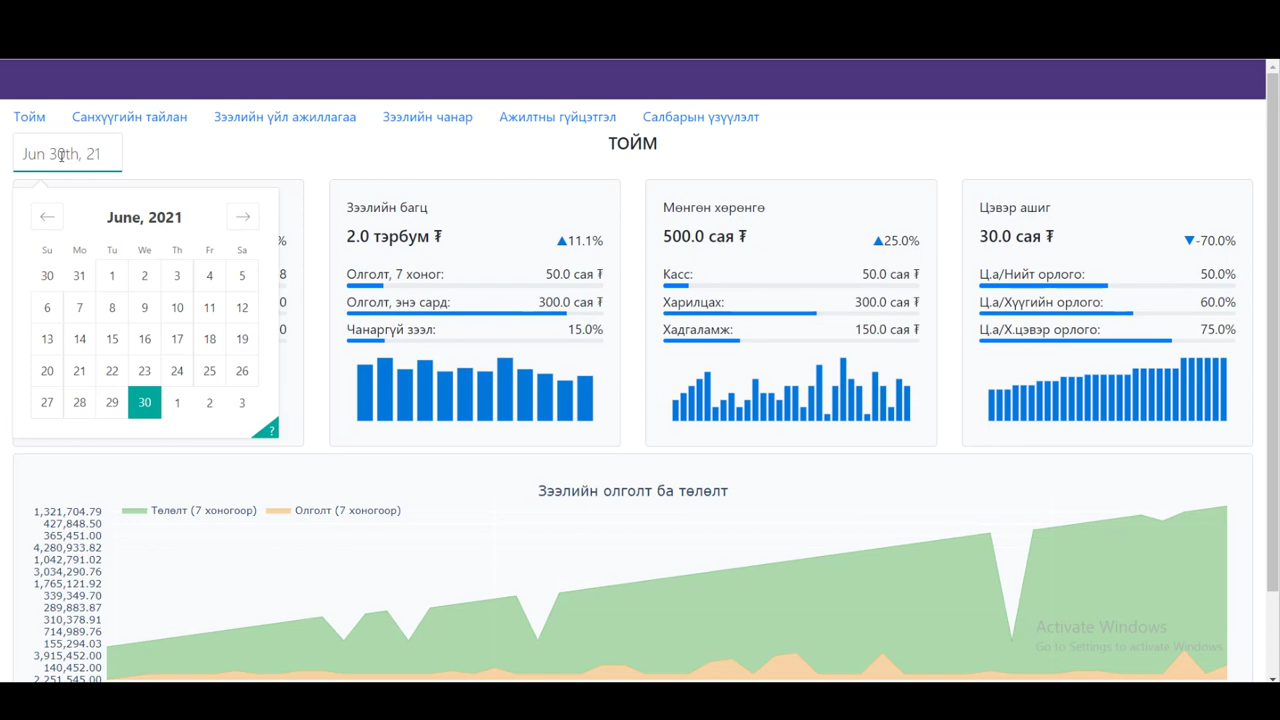 Тойм Санхүүгийн тайлан Зээлийн үйл ажиллагаа Зээлийн чанар Ажилтны гүйцэтгэл Салбарын үзүүлэлт
Jun 30th, 21
ТОЙМ
June, 2021
Su Mo Tu We Th Fr Sa
30 31 1 2 3 4 5
6 7 8 9 10 11 12
13 14 15 16 17 18 19
20 21 22 23 24 25 26
27 28 29 30 1 2 3
?
%
8
0
0
Зээлийн багц
2.0 тэрбум ₮
▲11.1%
Олголт, 7 хоног: 50.0 сая ₮
Олголт, энэ сард: 300.0 сая ₮
Чанаргүй зээл: 15.0%
Мөнгөн хөрөнгө
500.0 сая ₮
▲25.0%
Касс: 50.0 сая ₮
Харилцах: 300.0 сая ₮
Хадгаламж: 150.0 сая ₮
Цэвэр ашиг
30.0 сая ₮
▼-70.0%
Ц.а/Нийт орлого: 50.0%
Ц.а/Хүүгийн орлого: 60.0%
Ц.а/Х.цэвэр орлого: 75.0%
Зээлийн олголт ба төлөлт
Төлөлт (7 хоногоор) Олголт (7 хоногоор)
1,321,704.79
427,848.50
365,451.00
4,280,933.82
1,042,791.02
3,034,290.76
1,765,121.92
339,349.70
289,883.87
310,378.91
714,989.76
155,294.03
3,915,452.00
140,452.00
2,251,545.00
Activate Windows
Go to Settings to activate Windows.